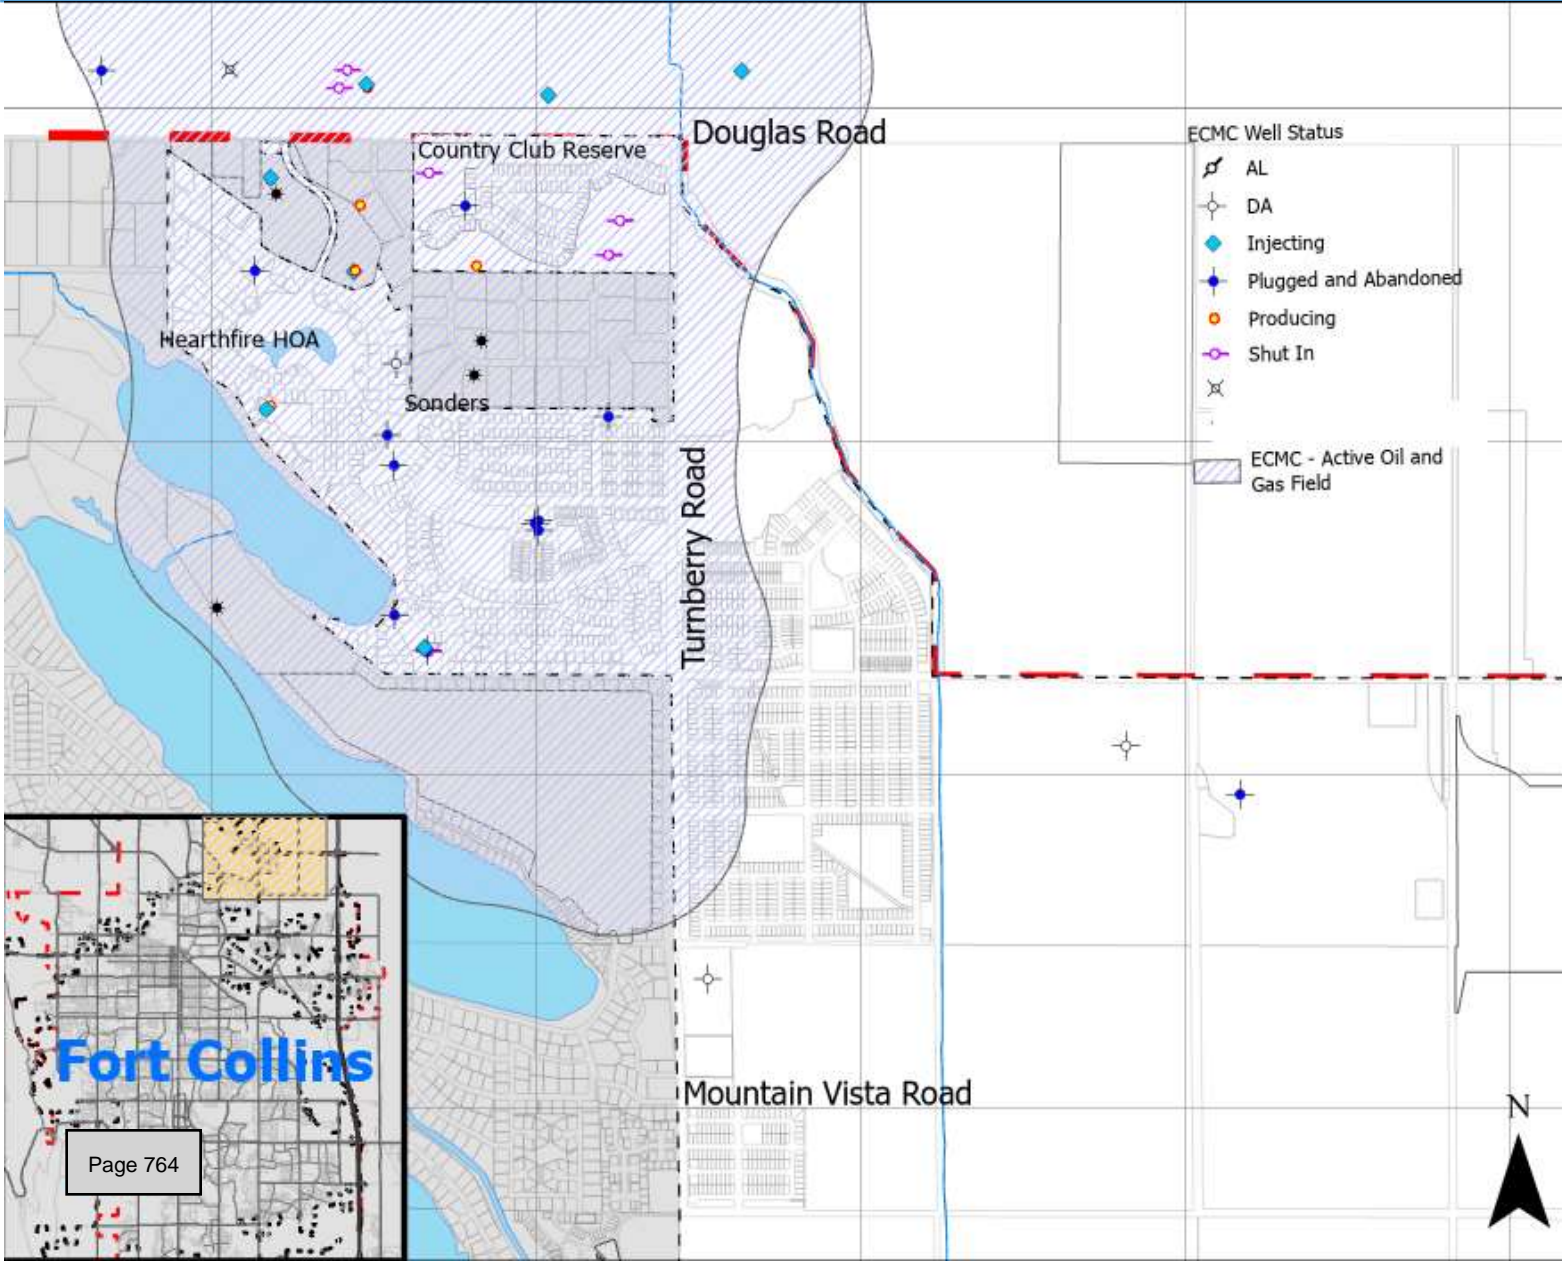 Douglas Road
Country Club Reserve
Hearthfire HOA
Sonders
Turnberry Road
Mountain Vista Road
ECMC Well Status
AL
DA
Injecting
Plugged and Abandoned
Producing
Shut In
ECMC - Active Oil and
Gas Field
Fort Collins
Page 764
N